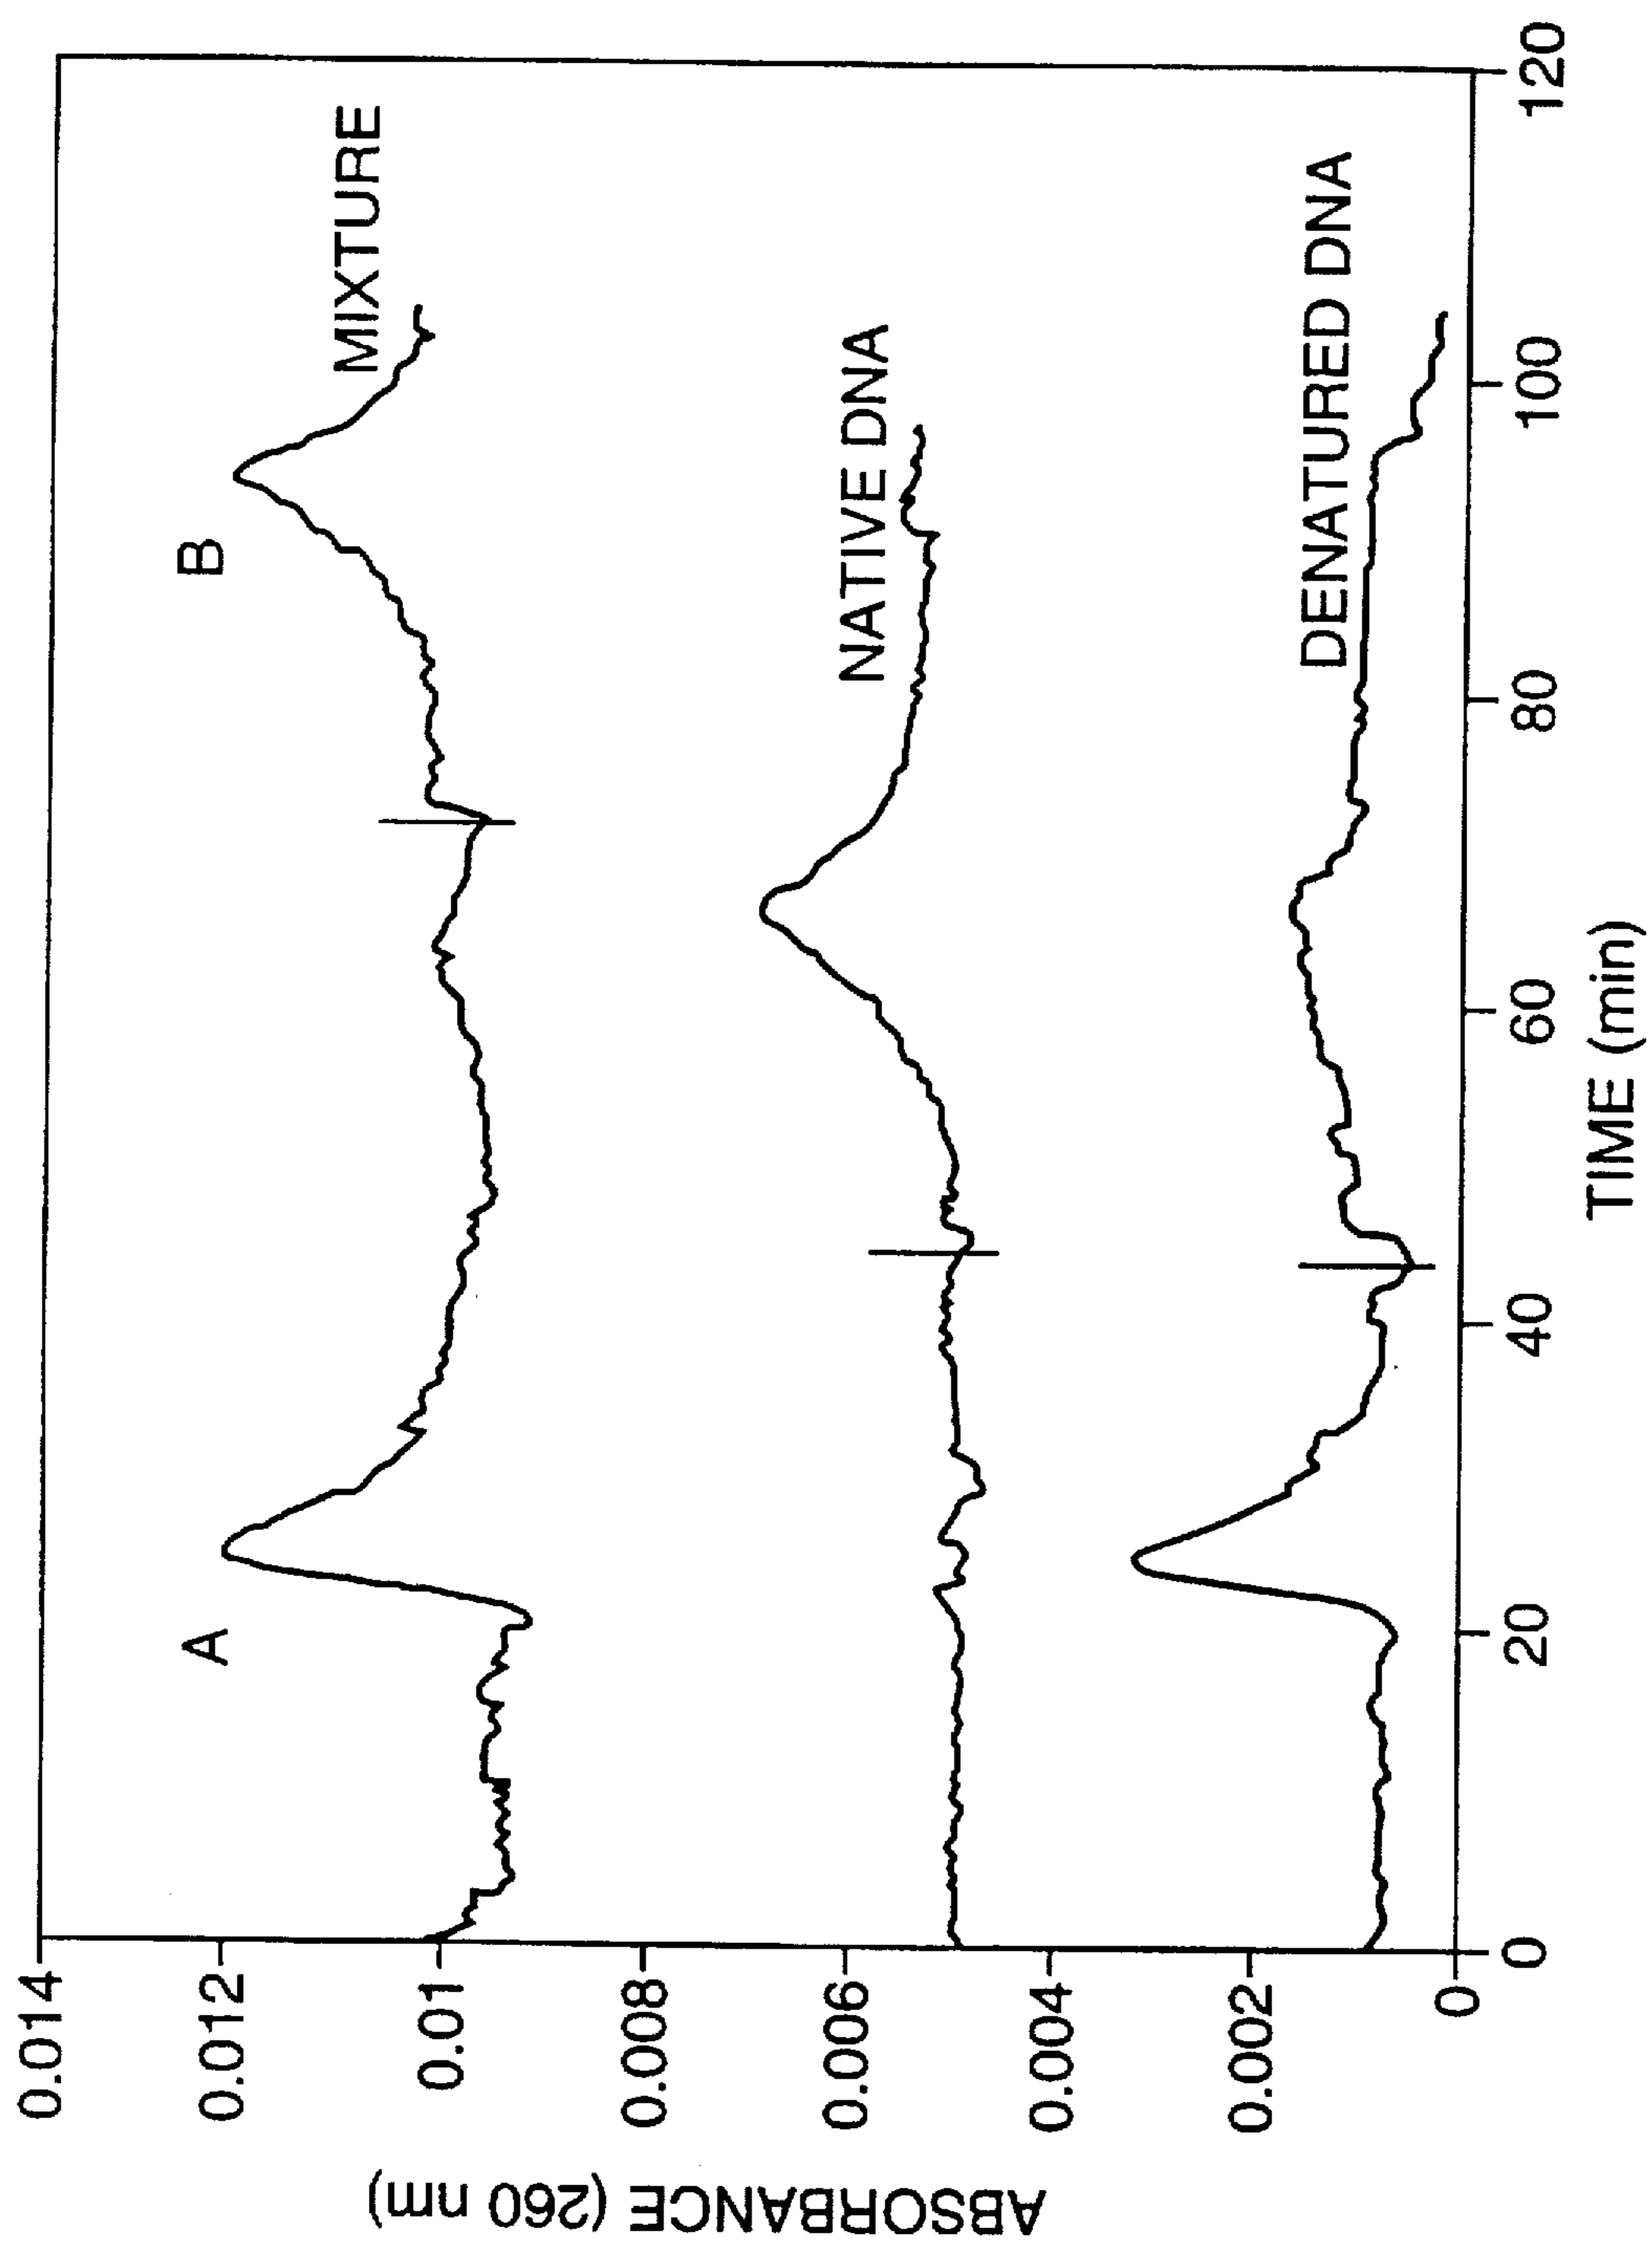 0.014
0.012
0.01
0.008
0.006
0.004
0.002
0
ABSORBANCE (260 nm)
A
B
MIXTURE
NATIVE DNA
DENATURED DNA
0
20
40
60
80
100
120
TIME (min)